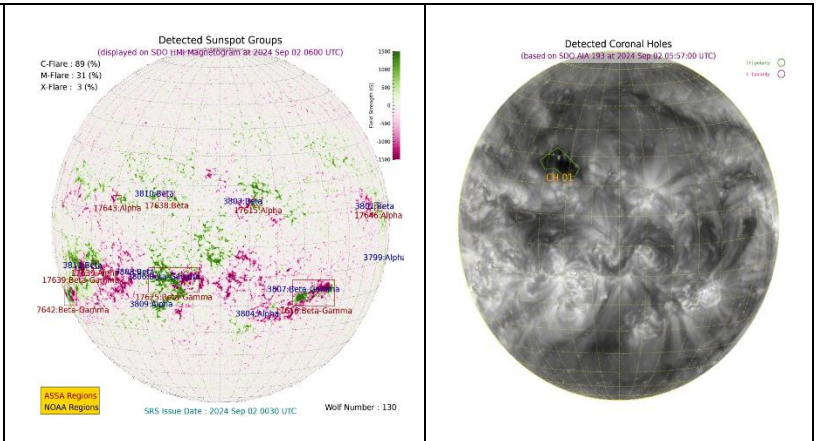 Detected Sunspot Groups
(displayed on SDO HMI Magnetogram at 2024 Sep 02 0600 UTC)
C-Flare : 89 (%)
M-Flare : 31 (%)
X-Flare : 3 (%)
1500
1000
500
0
-500
-1000
-1500
Field Strength (G)
3810:Beta
17643:Alpha
17638:Beta
3803:Beta
17615:Alpha
3801:Beta
17646:Alpha
3799:Alpha
17639:Beta-Gamma
7642:Beta-Gamma
17625:Beta-Gamma
3809:Alpha
3807:Beta-Gamma
3804:Alpha
ASSA Regions
NOAA Regions
SRS Issue Date : 2024 Sep 02 0030 UTC
Wolf Number : 130
Detected Coronal Holes
(based on SDO AIA 193 at 2024 Sep 02 05:57:00 UTC)
CH 01